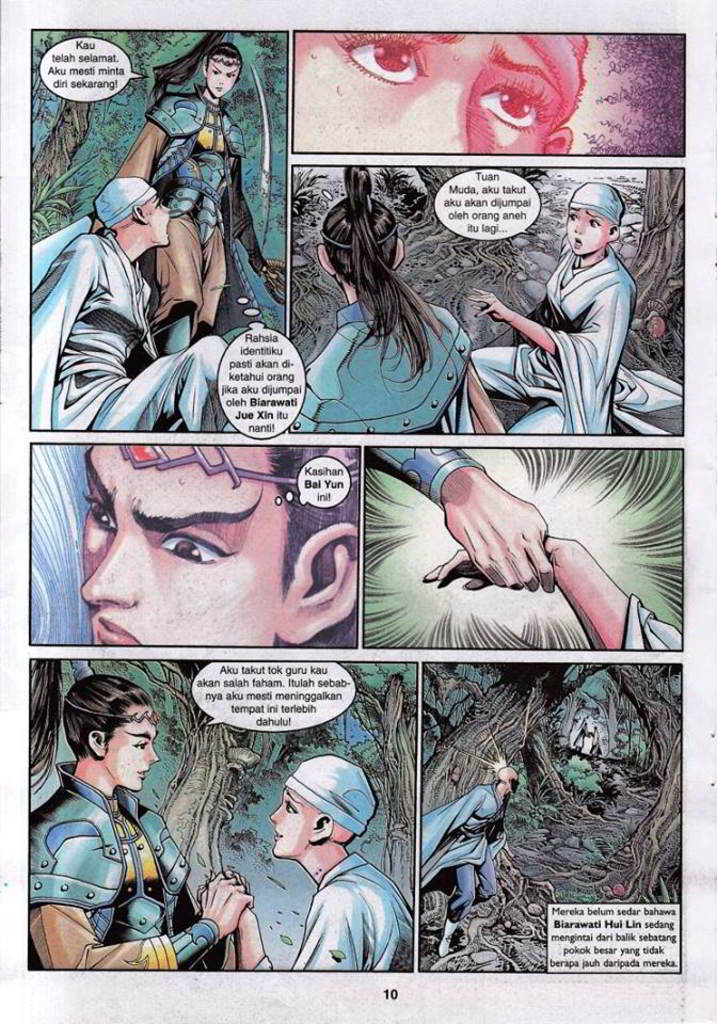 Kau
telah selamat.
Aku mesti minta
diri sekarang!
Rahsia
identitiku
pasti akan di-
ketahui orang
jika aku dijumpai
oleh Biarawati
Jue Xin itu
nanti!
Tuan
Muda, aku takut
aku akan dijumpai
oleh orang aneh
itu lagi...
Kasihan
Bai Yun
ini!
Aku takut tok guru kau
akan salah faham. Itulah sebab-
nya aku mesti meninggalkan
tempat ini terlebih
dahulu!
Mereka belum sedar bahawa
Biarawati Hui Lin sedang
mengintai dari balik sebatang
pokok besar yang tidak
berapa jauh daripada mereka.
10